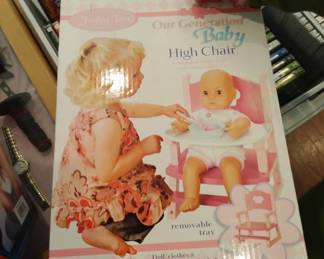 Our Generation
Baby
High Chair
removable
tray
Doll, clothes &